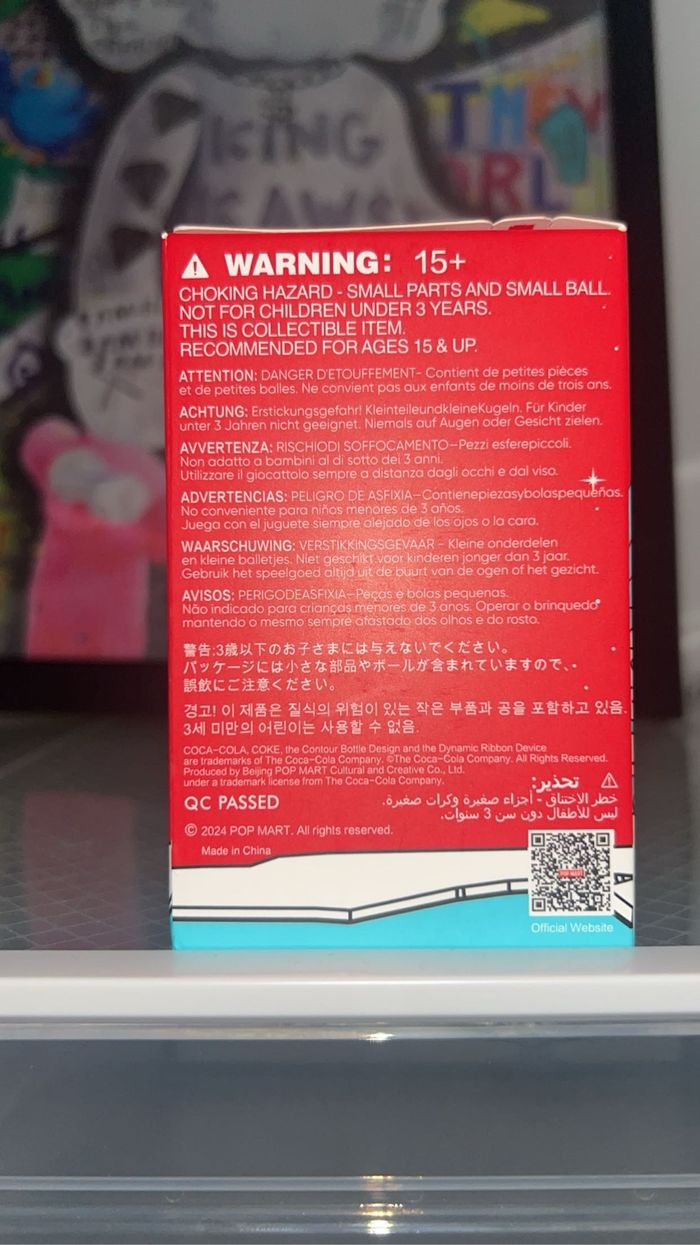 KING
SAWS
THEY
WARNING: 15+
CHOKING HAZARD - SMALL PARTS AND SMALL BALL.
NOT FOR CHILDREN UNDER 3 YEARS.
THIS IS COLLECTIBLE ITEM.
RECOMMENDED FOR AGES 15 & UP.
ATTENTION: DANGER D'ETOUFFEMENT- Contient de petites pièces
et de petites balles. Ne convient pas aux enfants de moins de trois ans.
ACHTUNG: Erstickungsgefahr! KleinteileundkleineKugeln. Für Kinder
unter 3 Jahren nicht geeignet. Niemals auf Augen oder Gesicht zielen.
AVVERTENZA: RISCHIODI SOFFOCAMENTO—Pezzi esferepiccoli.
Non adatto a bambini al di sotto dei 3 anni.
Utilizzare il giocattolo sempre a distanza dagli occhi e dal viso.
ADVERTENCIAS: PELIGRO DE ASFIXIA—Contienepiezasybolaspequeñas.
No conveniente para niños menores de 3 años.
Juega con el juguete siempre alejado de los ojos o la cara.
WAARSCHUWING: VERSTIKKINGSGEVAAR - Kleine onderdelen
en kleine balletjes. Niet geschikt voor kinderen jonger dan 3 jaar.
Gebruik het speelgoed altijd uit de buurt van de ogen of het gezicht.
AVISOS: PERIGODEASFIXIA—Peças e bolas pequenas.
Não indicado para crianças menores de 3 anos. Operar o brinquedo
mantendo o mesmo sempre afastado dos olhos e do rosto.
警告:3歳以下のお子さまには与えないでください。
パッケージには小さな部品やボールが含まれていますので、
誤飲にご注意ください。
경고! 이 제품은 질식의 위험이 있는 작은 부품과 공을 포함하고 있음.
3세 미만의 어린이는 사용할 수 없음.
COCA-COLA, COKE, the Contour Bottle Design and the Dynamic Ribbon Device
are trademarks of The Coca-Cola Company. ©The Coca-Cola Company. All Rights Reserved.
Produced by Beijing POP MART Cultural and Creative Co., Ltd.
under a trademark license from The Coca-Cola Company.
تحذير:
خطر الاختناق - أجزاء صغيرة وكرات صغيرة.
ليس للأطفال دون سن 3 سنوات.
QC PASSED
© 2024 POP MART. All rights reserved.
Made in China
POP MART
Official Website